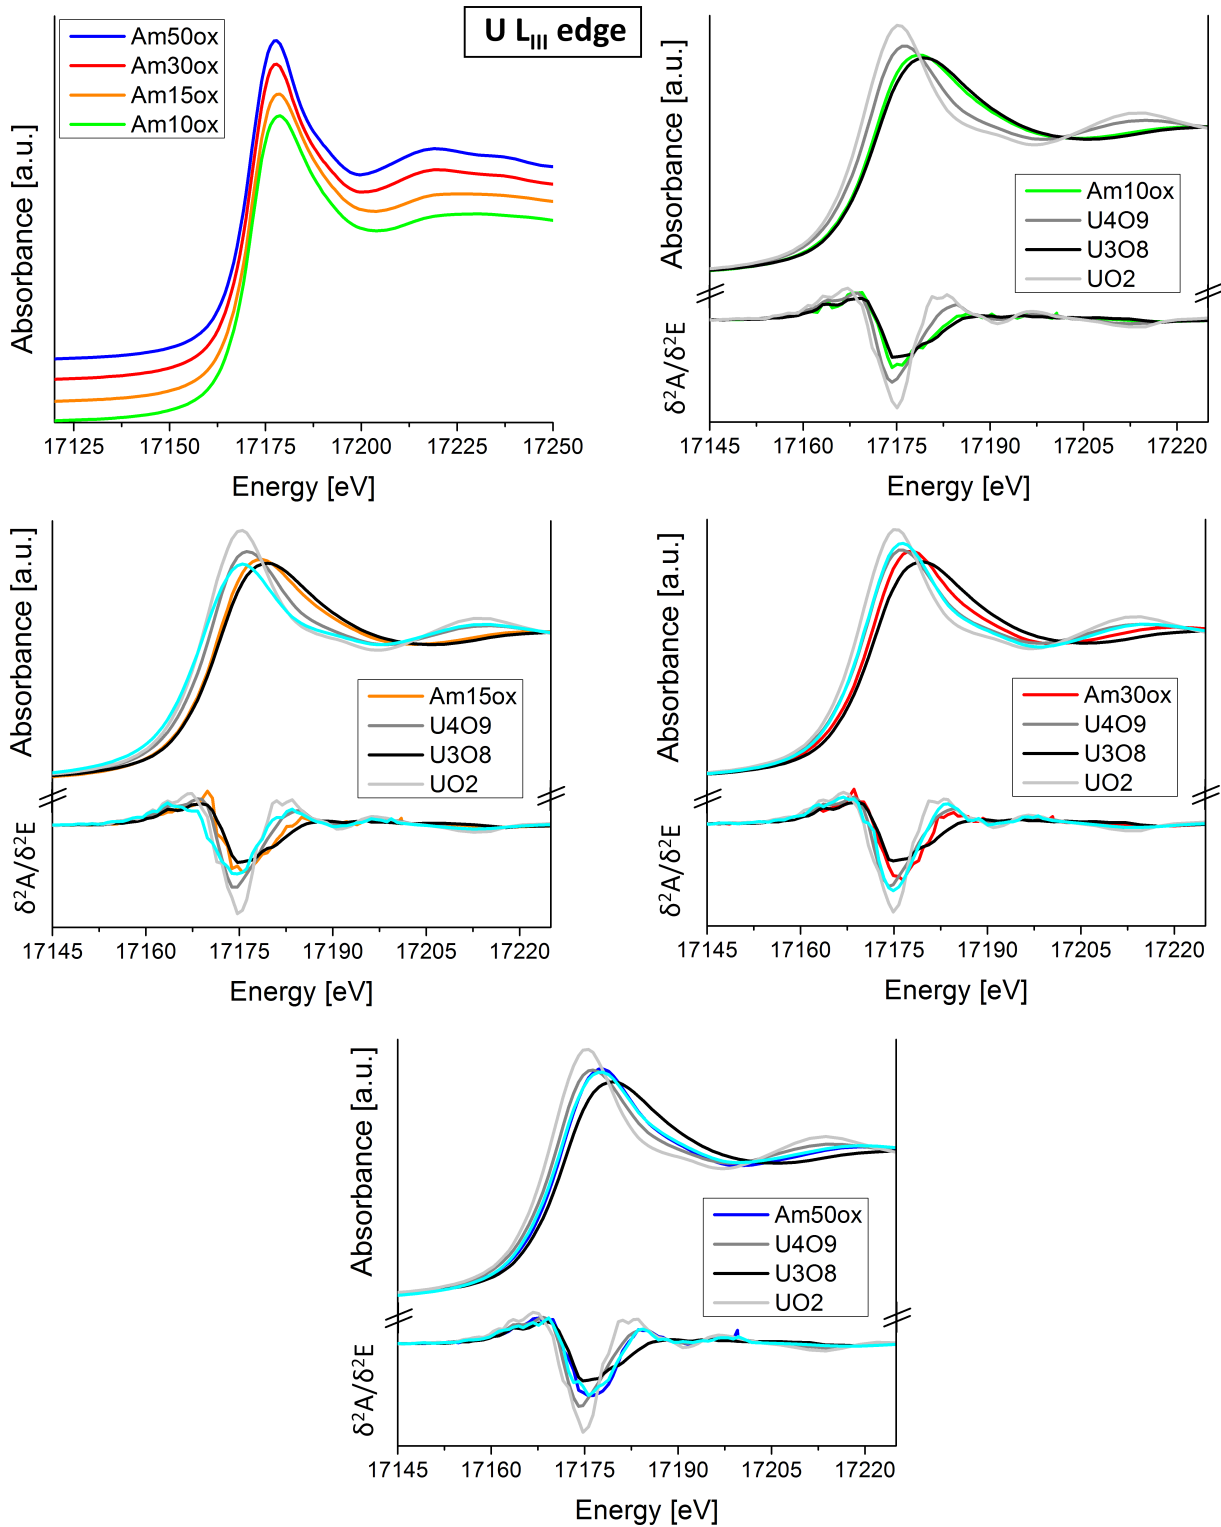 U L_III edge
Am50ox
Am30ox
Am15ox
Am10ox
Absorbance [a.u.]
17125 17150 17175 17200 17225 17250
Energy [eV]
Absorbance [a.u.]
δ²A/δ²E
Am10ox
U4O9
U3O8
UO2
17145 17160 17175 17190 17205 17220
Energy [eV]
Absorbance [a.u.]
δ²A/δ²E
Am15ox
U4O9
U3O8
UO2
17145 17160 17175 17190 17205 17220
Energy [eV]
Absorbance [a.u.]
δ²A/δ²E
Am30ox
U4O9
U3O8
UO2
17145 17160 17175 17190 17205 17220
Energy [eV]
Absorbance [a.u.]
δ²A/δ²E
Am50ox
U4O9
U3O8
UO2
17145 17160 17175 17190 17205 17220
Energy [eV]